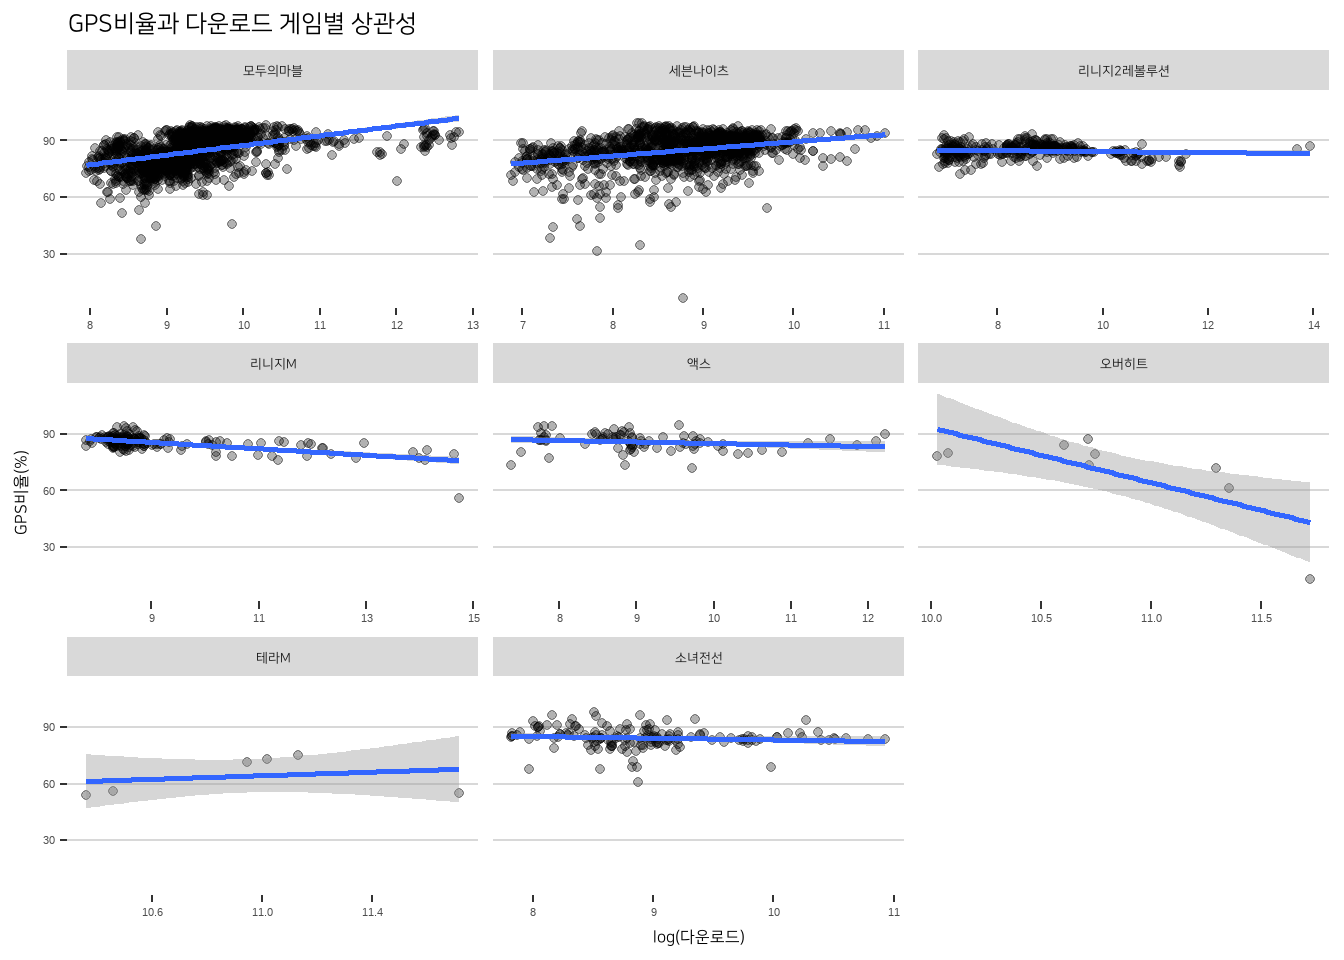 GPS비율과 다운로드 게임별 상관성
모두의마블
세븐나이츠
리니지2레볼루션
90
60
30
8 9 10 11 12 13
7 8 9 10 11
8 10 12 14
리니지M
액스
오버히트
90
60
30
9 11 13 15
8 9 10 11 12
10.0 10.5 11.0 11.5
GPS비율(%)
테라M
소녀전선
90
60
30
10.6 11.0 11.4
8 9 10 11
log(다운로드)